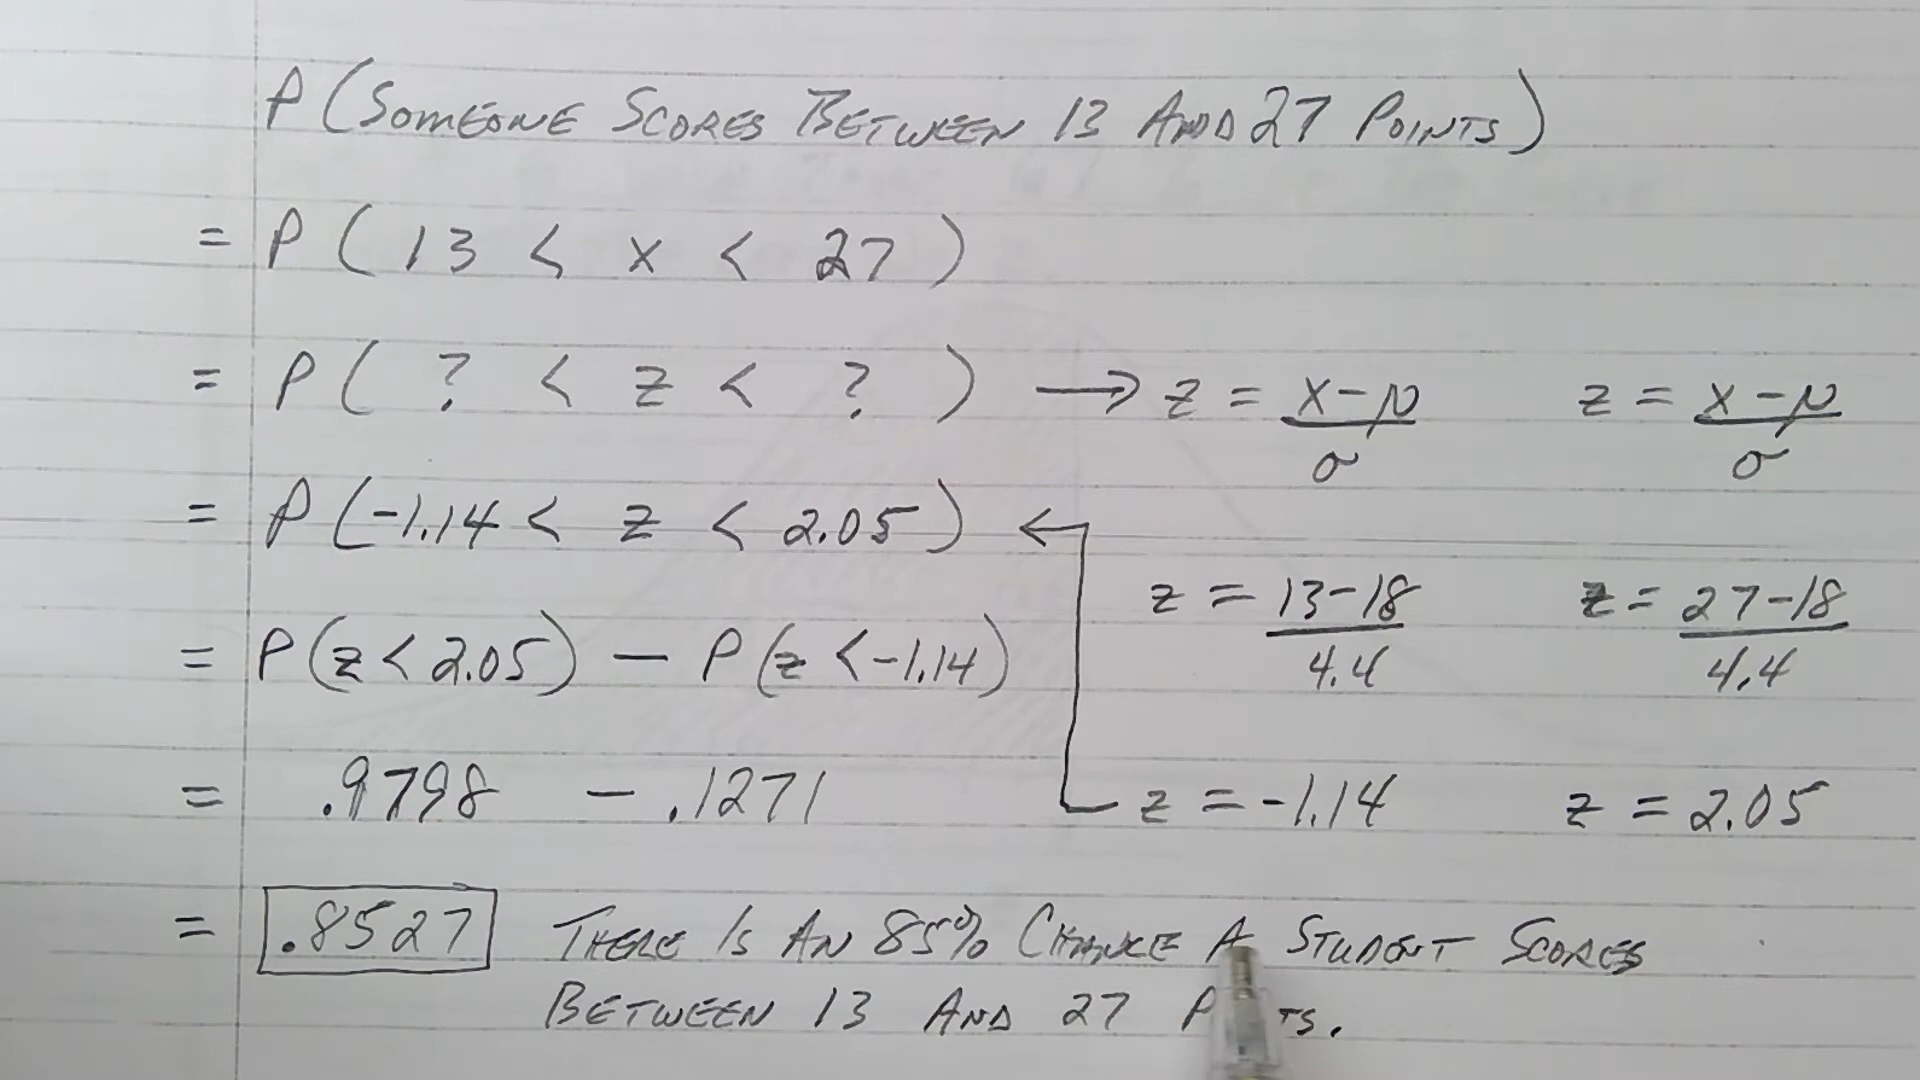 P(SOMEONE SCORES BETWEEN 13 AND 27 POINTS)
= P( 13 < x < 27 )
= P( ? < z < ? ) → z = x-μ / σ z = x-μ / σ
= P(-1.14 < z < 2.05) ←
z = 13-18 / 4.4 z = 27-18 / 4.4
= P(z < 2.05) - P(z < -1.14)
= .9798 - .1271
z = -1.14 z = 2.05
= .8527 THERE IS AN 85% CHANCE A STUDENT SCORES
BETWEEN 13 AND 27